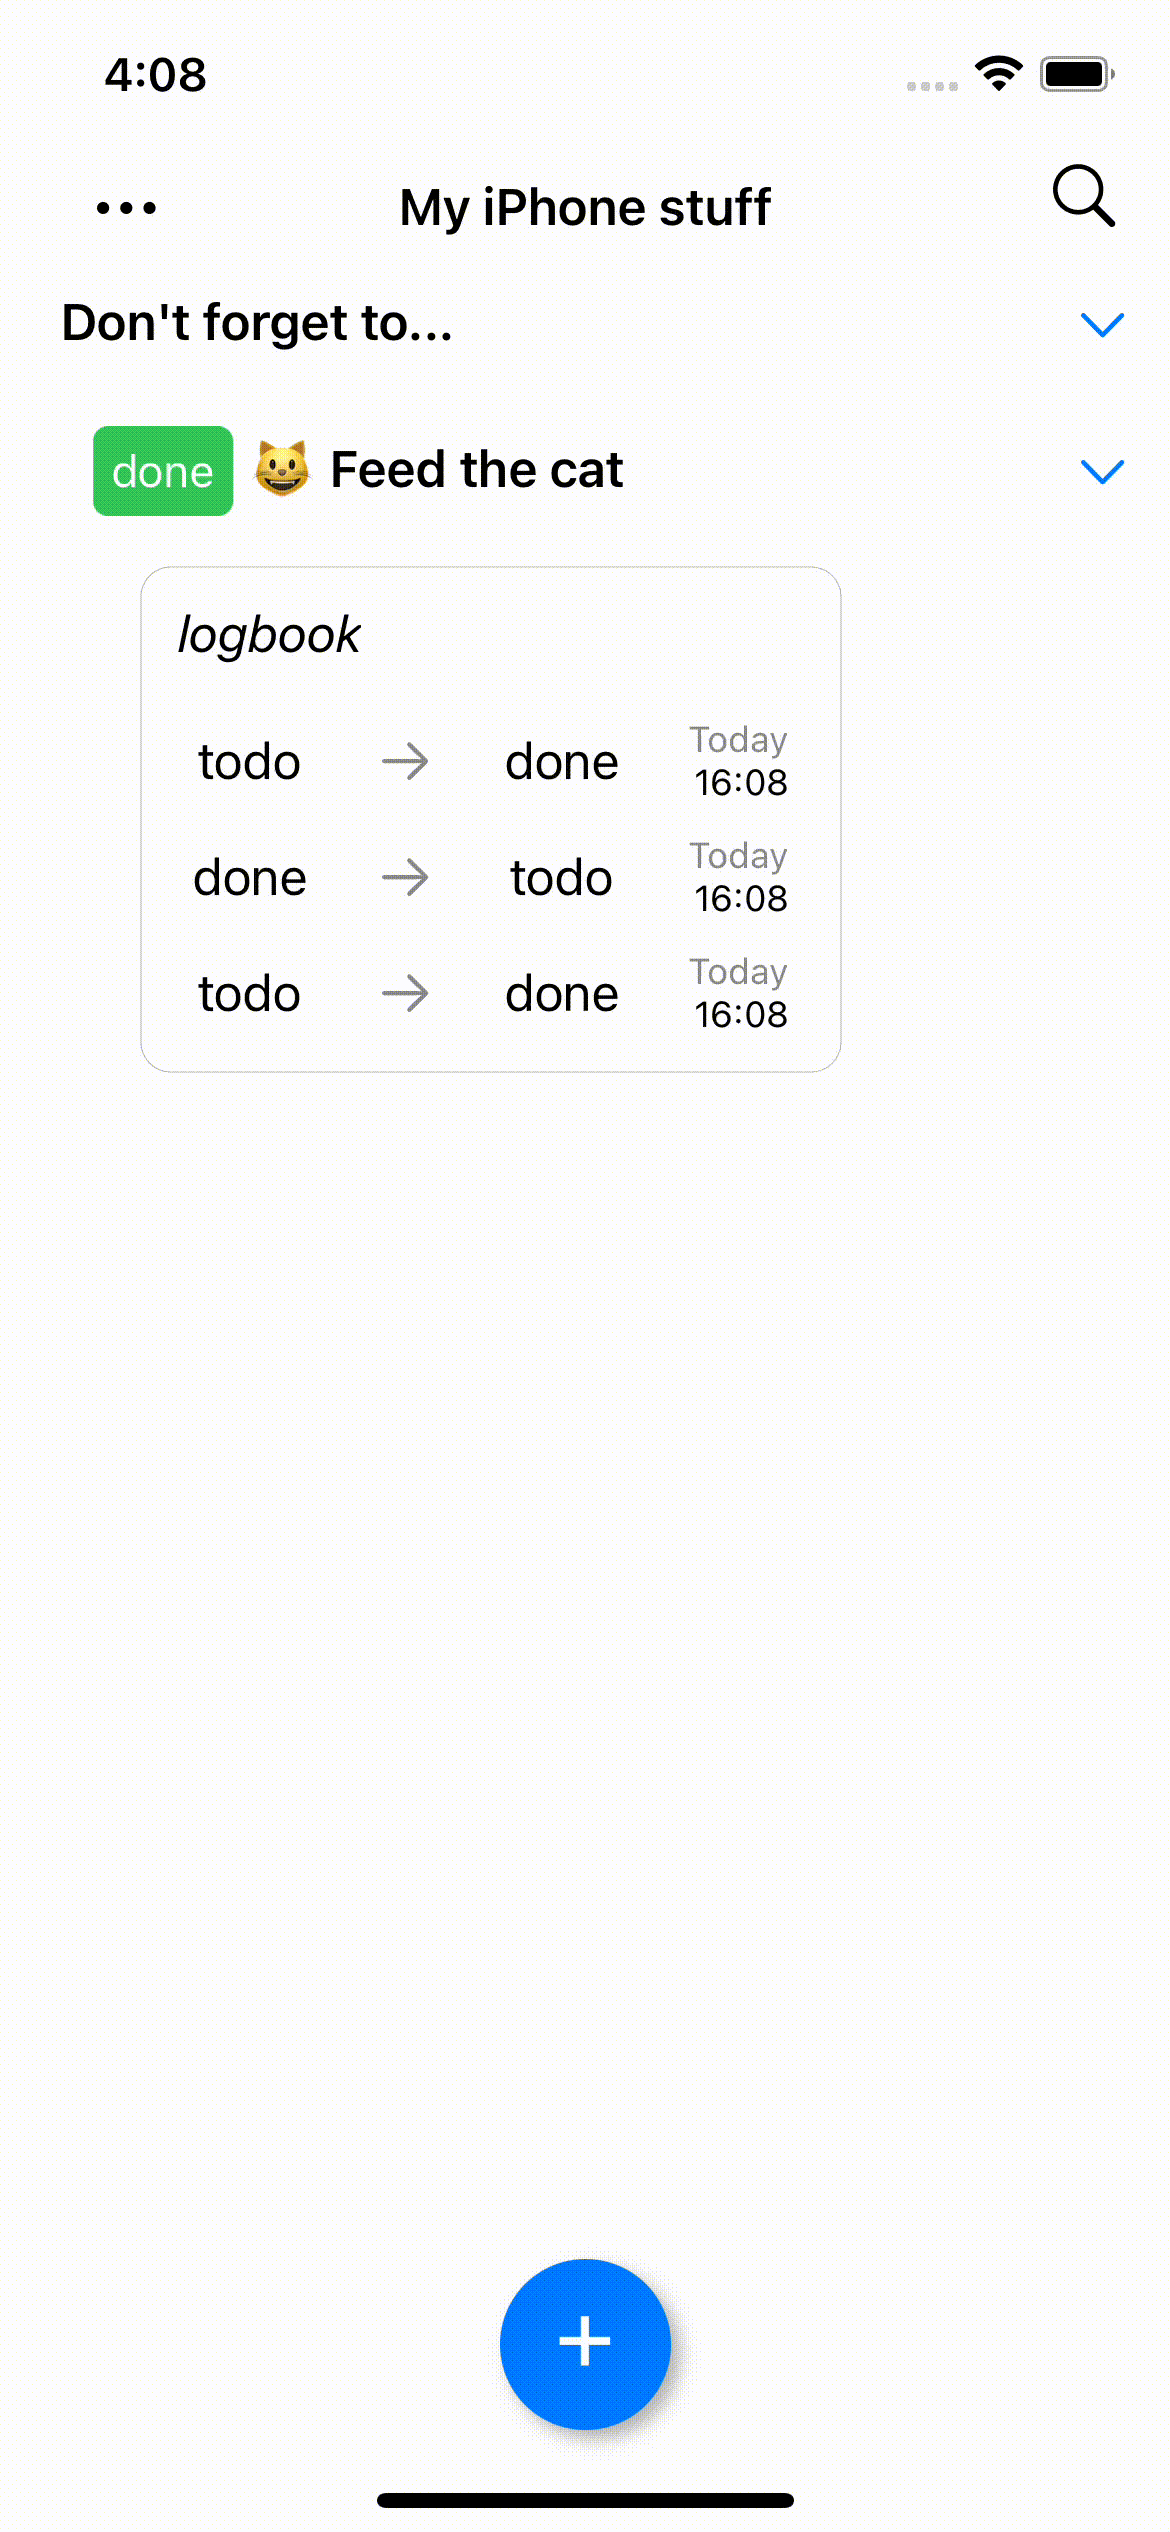 4:08
My iPhone stuff
Don't forget to...
done 😺 Feed the cat
logbook
todo → done Today 16:08
done → todo Today 16:08
todo → done Today 16:08
+